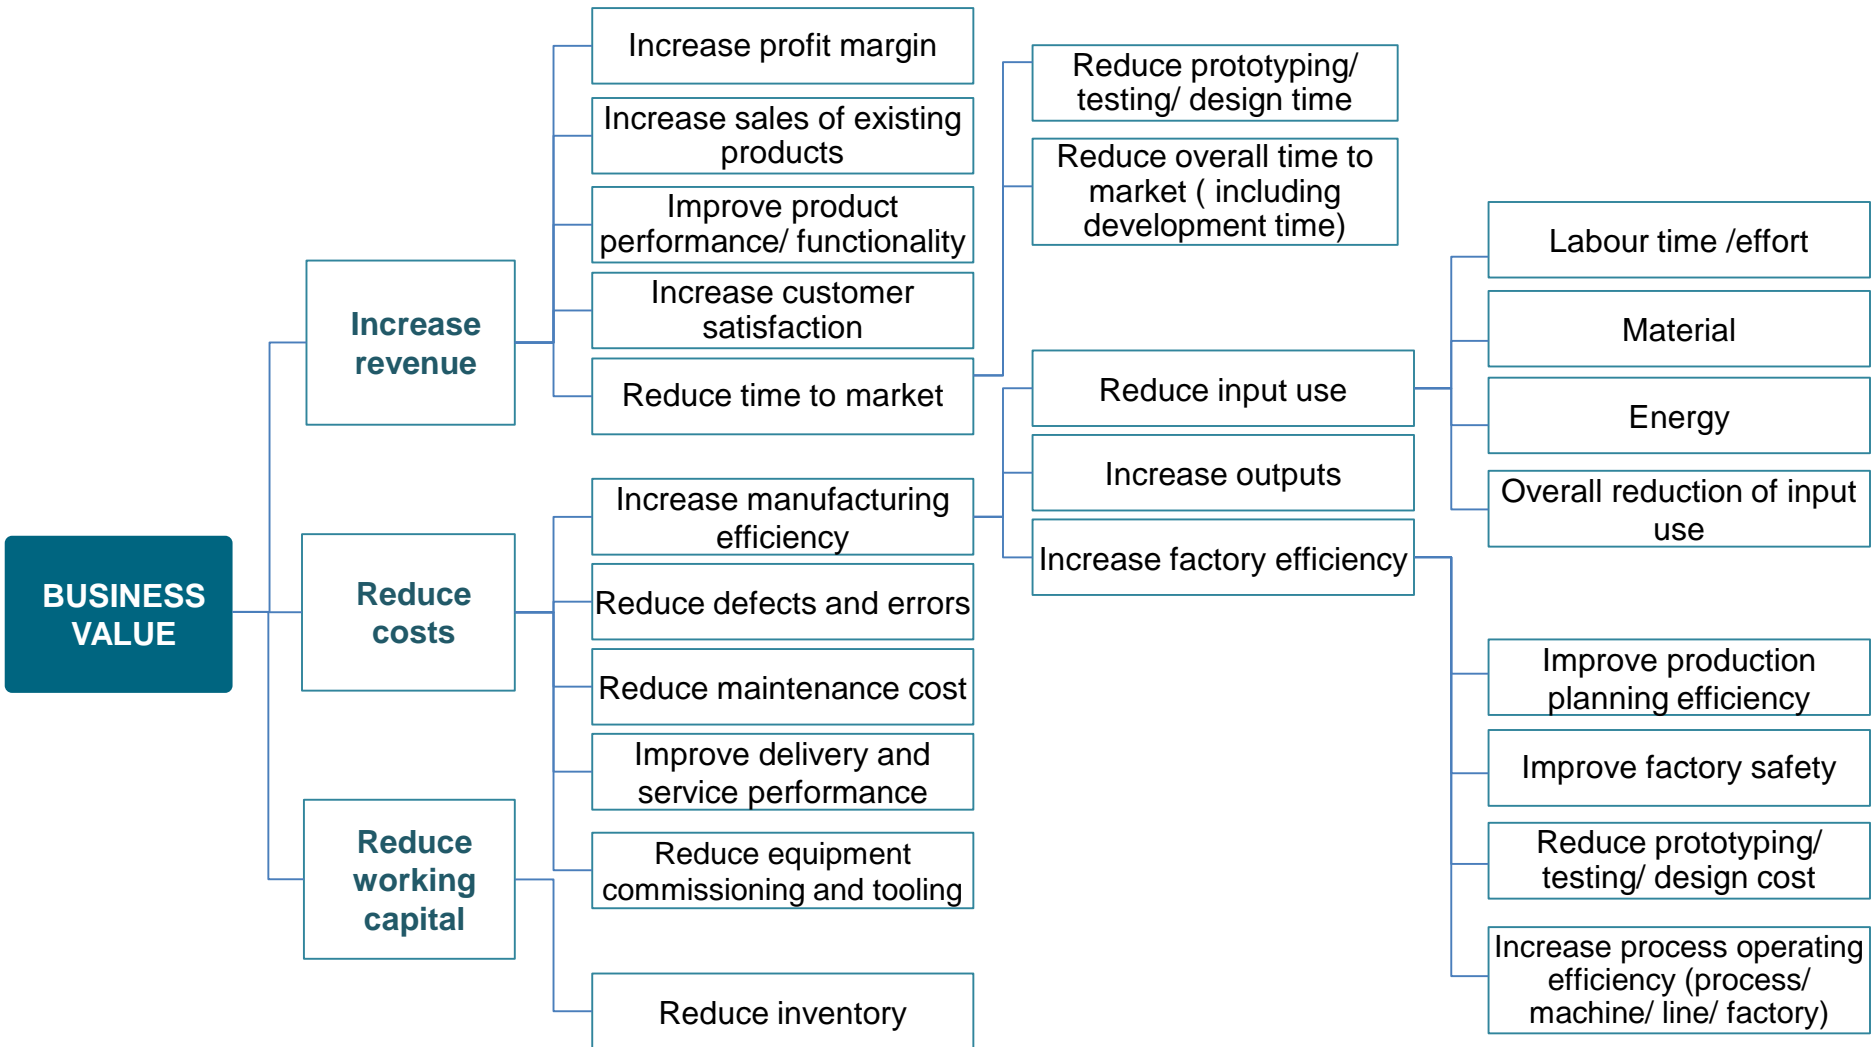 BUSINESS
VALUE
Increase
revenue
Reduce
costs
Reduce
working
capital
Increase profit margin
Increase sales of existing
products
Improve product
performance/ functionality
Increase customer
satisfaction
Reduce time to market
Increase manufacturing
efficiency
Reduce defects and errors
Reduce maintenance cost
Improve delivery and
service performance
Reduce equipment
commissioning and tooling
Reduce inventory
Reduce prototyping/
testing/ design time
Reduce overall time to
market ( including
development time)
Reduce input use
Increase outputs
Increase factory efficiency
Labour time /effort
Material
Energy
Overall reduction of input
use
Improve production
planning efficiency
Improve factory safety
Reduce prototyping/
testing/ design cost
Increase process operating
efficiency (process/
machine/ line/ factory)